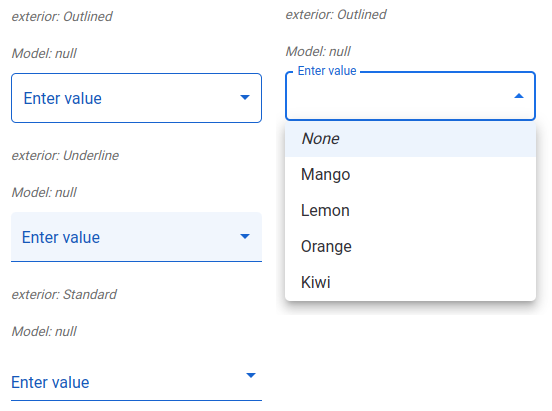 exterior: Outlined
Model: null
Enter value
exterior: Underline
Model: null
Enter value
exterior: Standard
Model: null
Enter value
exterior: Outlined
Model: null
Enter value
None
Mango
Lemon
Orange
Kiwi